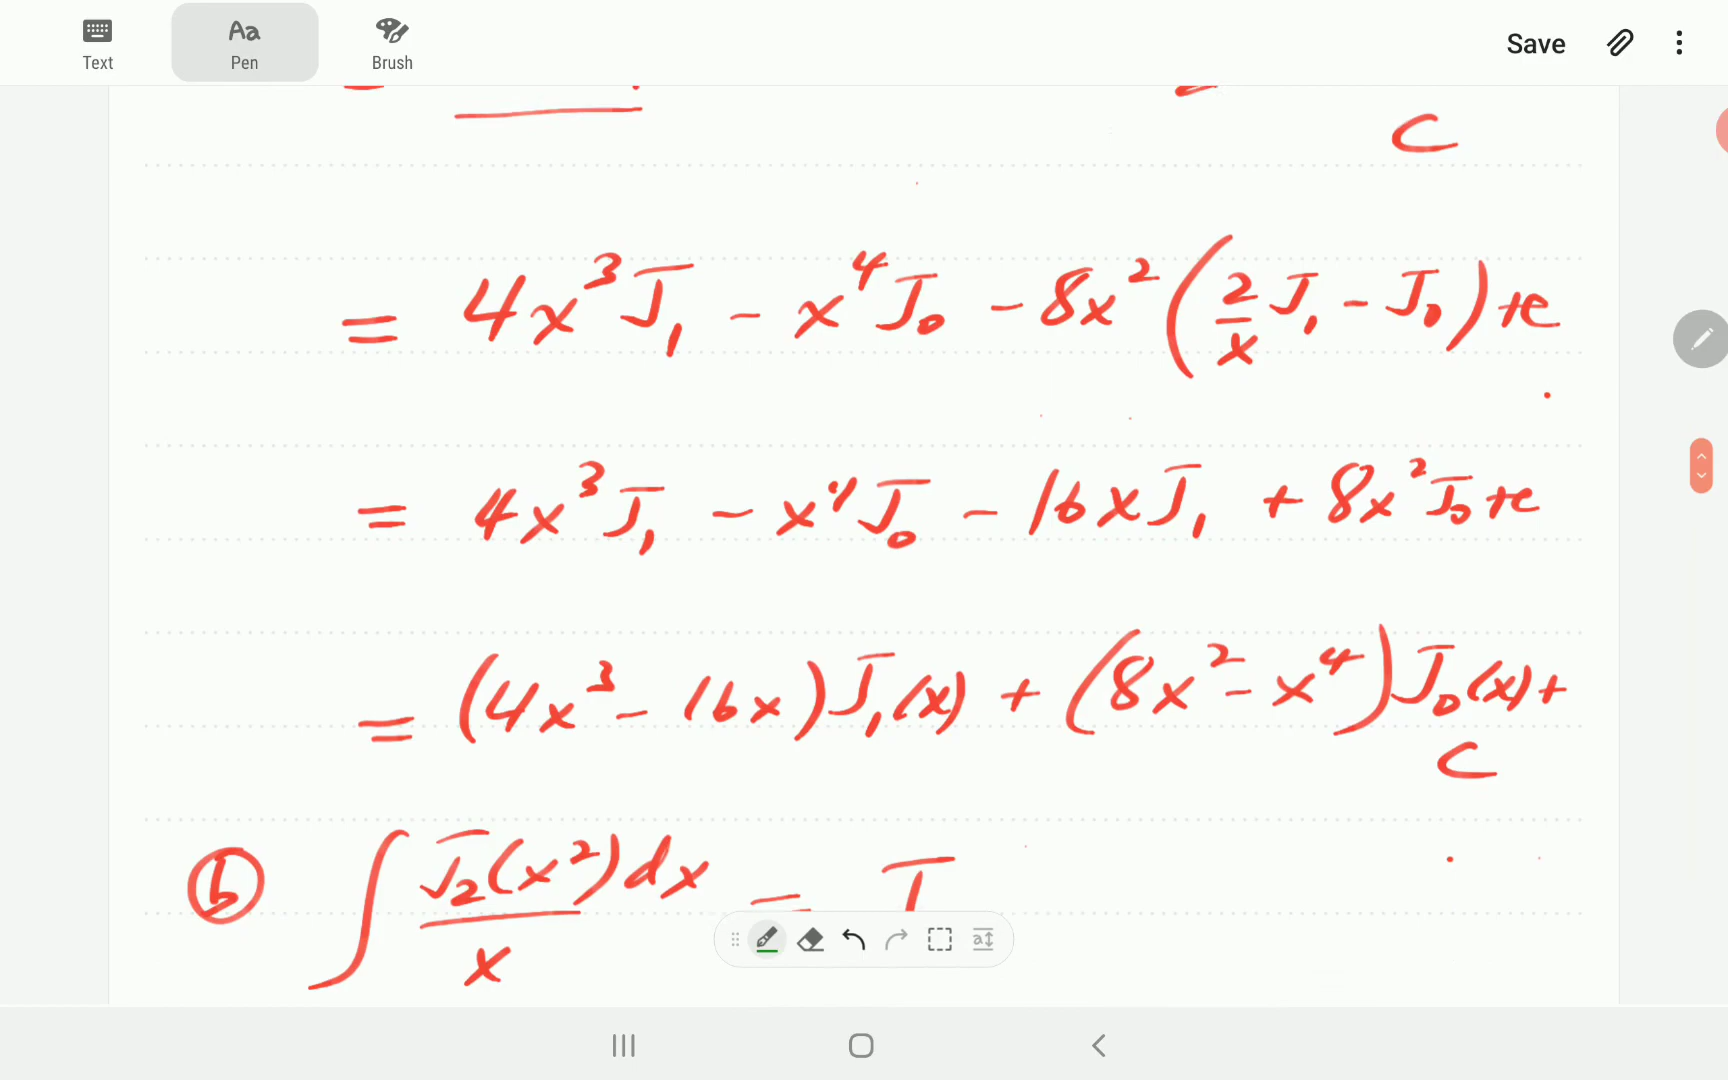 Text Pen Brush Save
C
= 4x³J₁ - x⁴J₀ - 8x² (2/x J₁ - J₀) + c
= 4x³J₁ - x⁴J₀ - 16xJ₁ + 8x²J₀ + c
= (4x³ - 16x)J₁(x) + (8x² - x⁴)J₀(x) +
C
ⓑ ∫ J₂(x²)dx/x = I